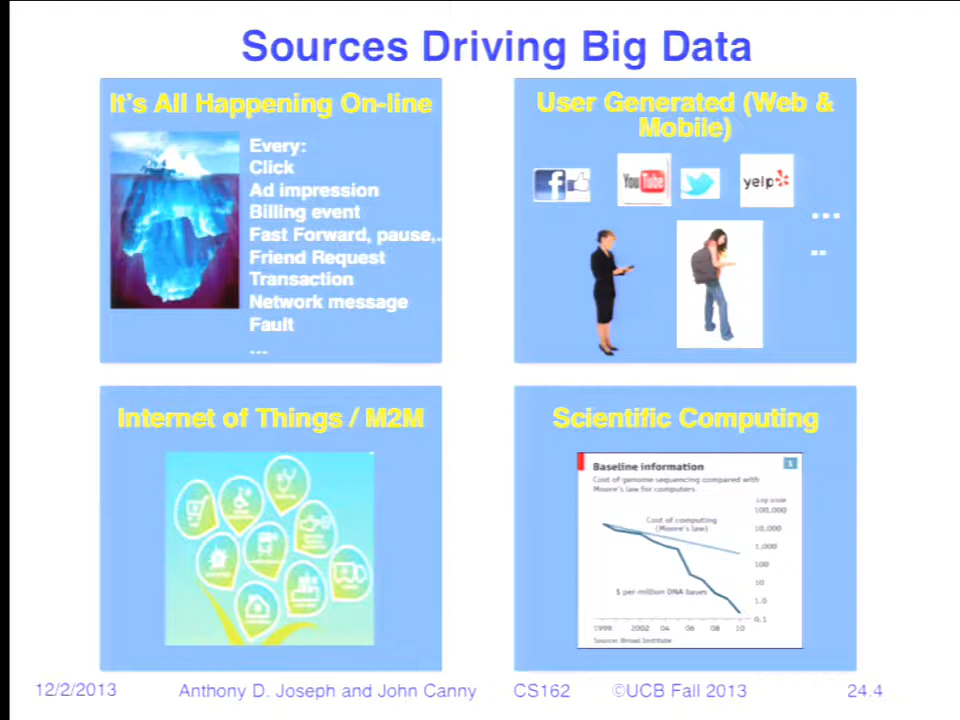 Sources Driving Big Data
It's All Happening On-line
Every:
Click
Ad impression
Billing event
Fast Forward, pause,..
Friend Request
Transaction
Network message
Fault
...
User Generated (Web &
Mobile)
f
YouTube
yelp
...
..
Internet of Things / M2M
Scientific Computing
Baseline information
1
Cost of genome sequencing compared with
Moore's law for computers
Log scale
100,000
Cost of computing
(Moore's law)
10,000
1,000
100
10
$ per million DNA bases
1.0
0.1
1999 2002 04 06 08 10
Source: Broad Institute
12/2/2013 Anthony D. Joseph and John Canny CS162 ©UCB Fall 2013 24.4